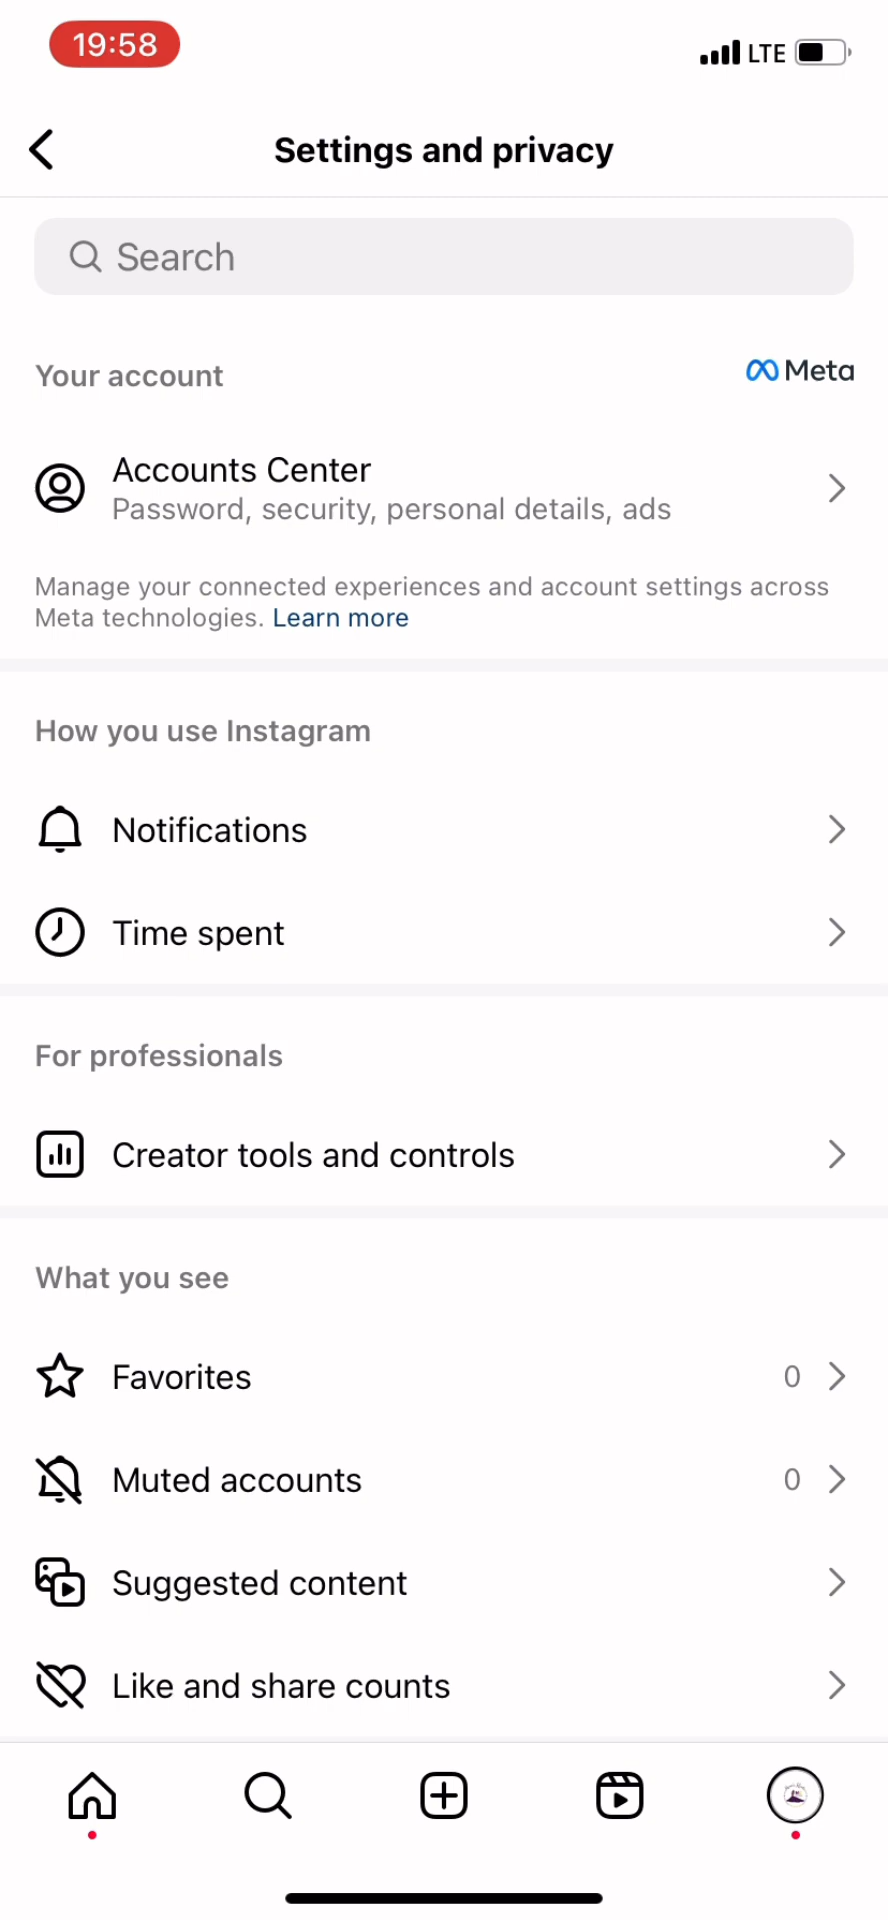 19:58
LTE
Settings and privacy
Search
Your account
Meta
Accounts Center
Password, security, personal details, ads
Manage your connected experiences and account settings across
Meta technologies. Learn more
How you use Instagram
Notifications
Time spent
For professionals
Creator tools and controls
What you see
Favorites 0
Muted accounts 0
Suggested content
Like and share counts